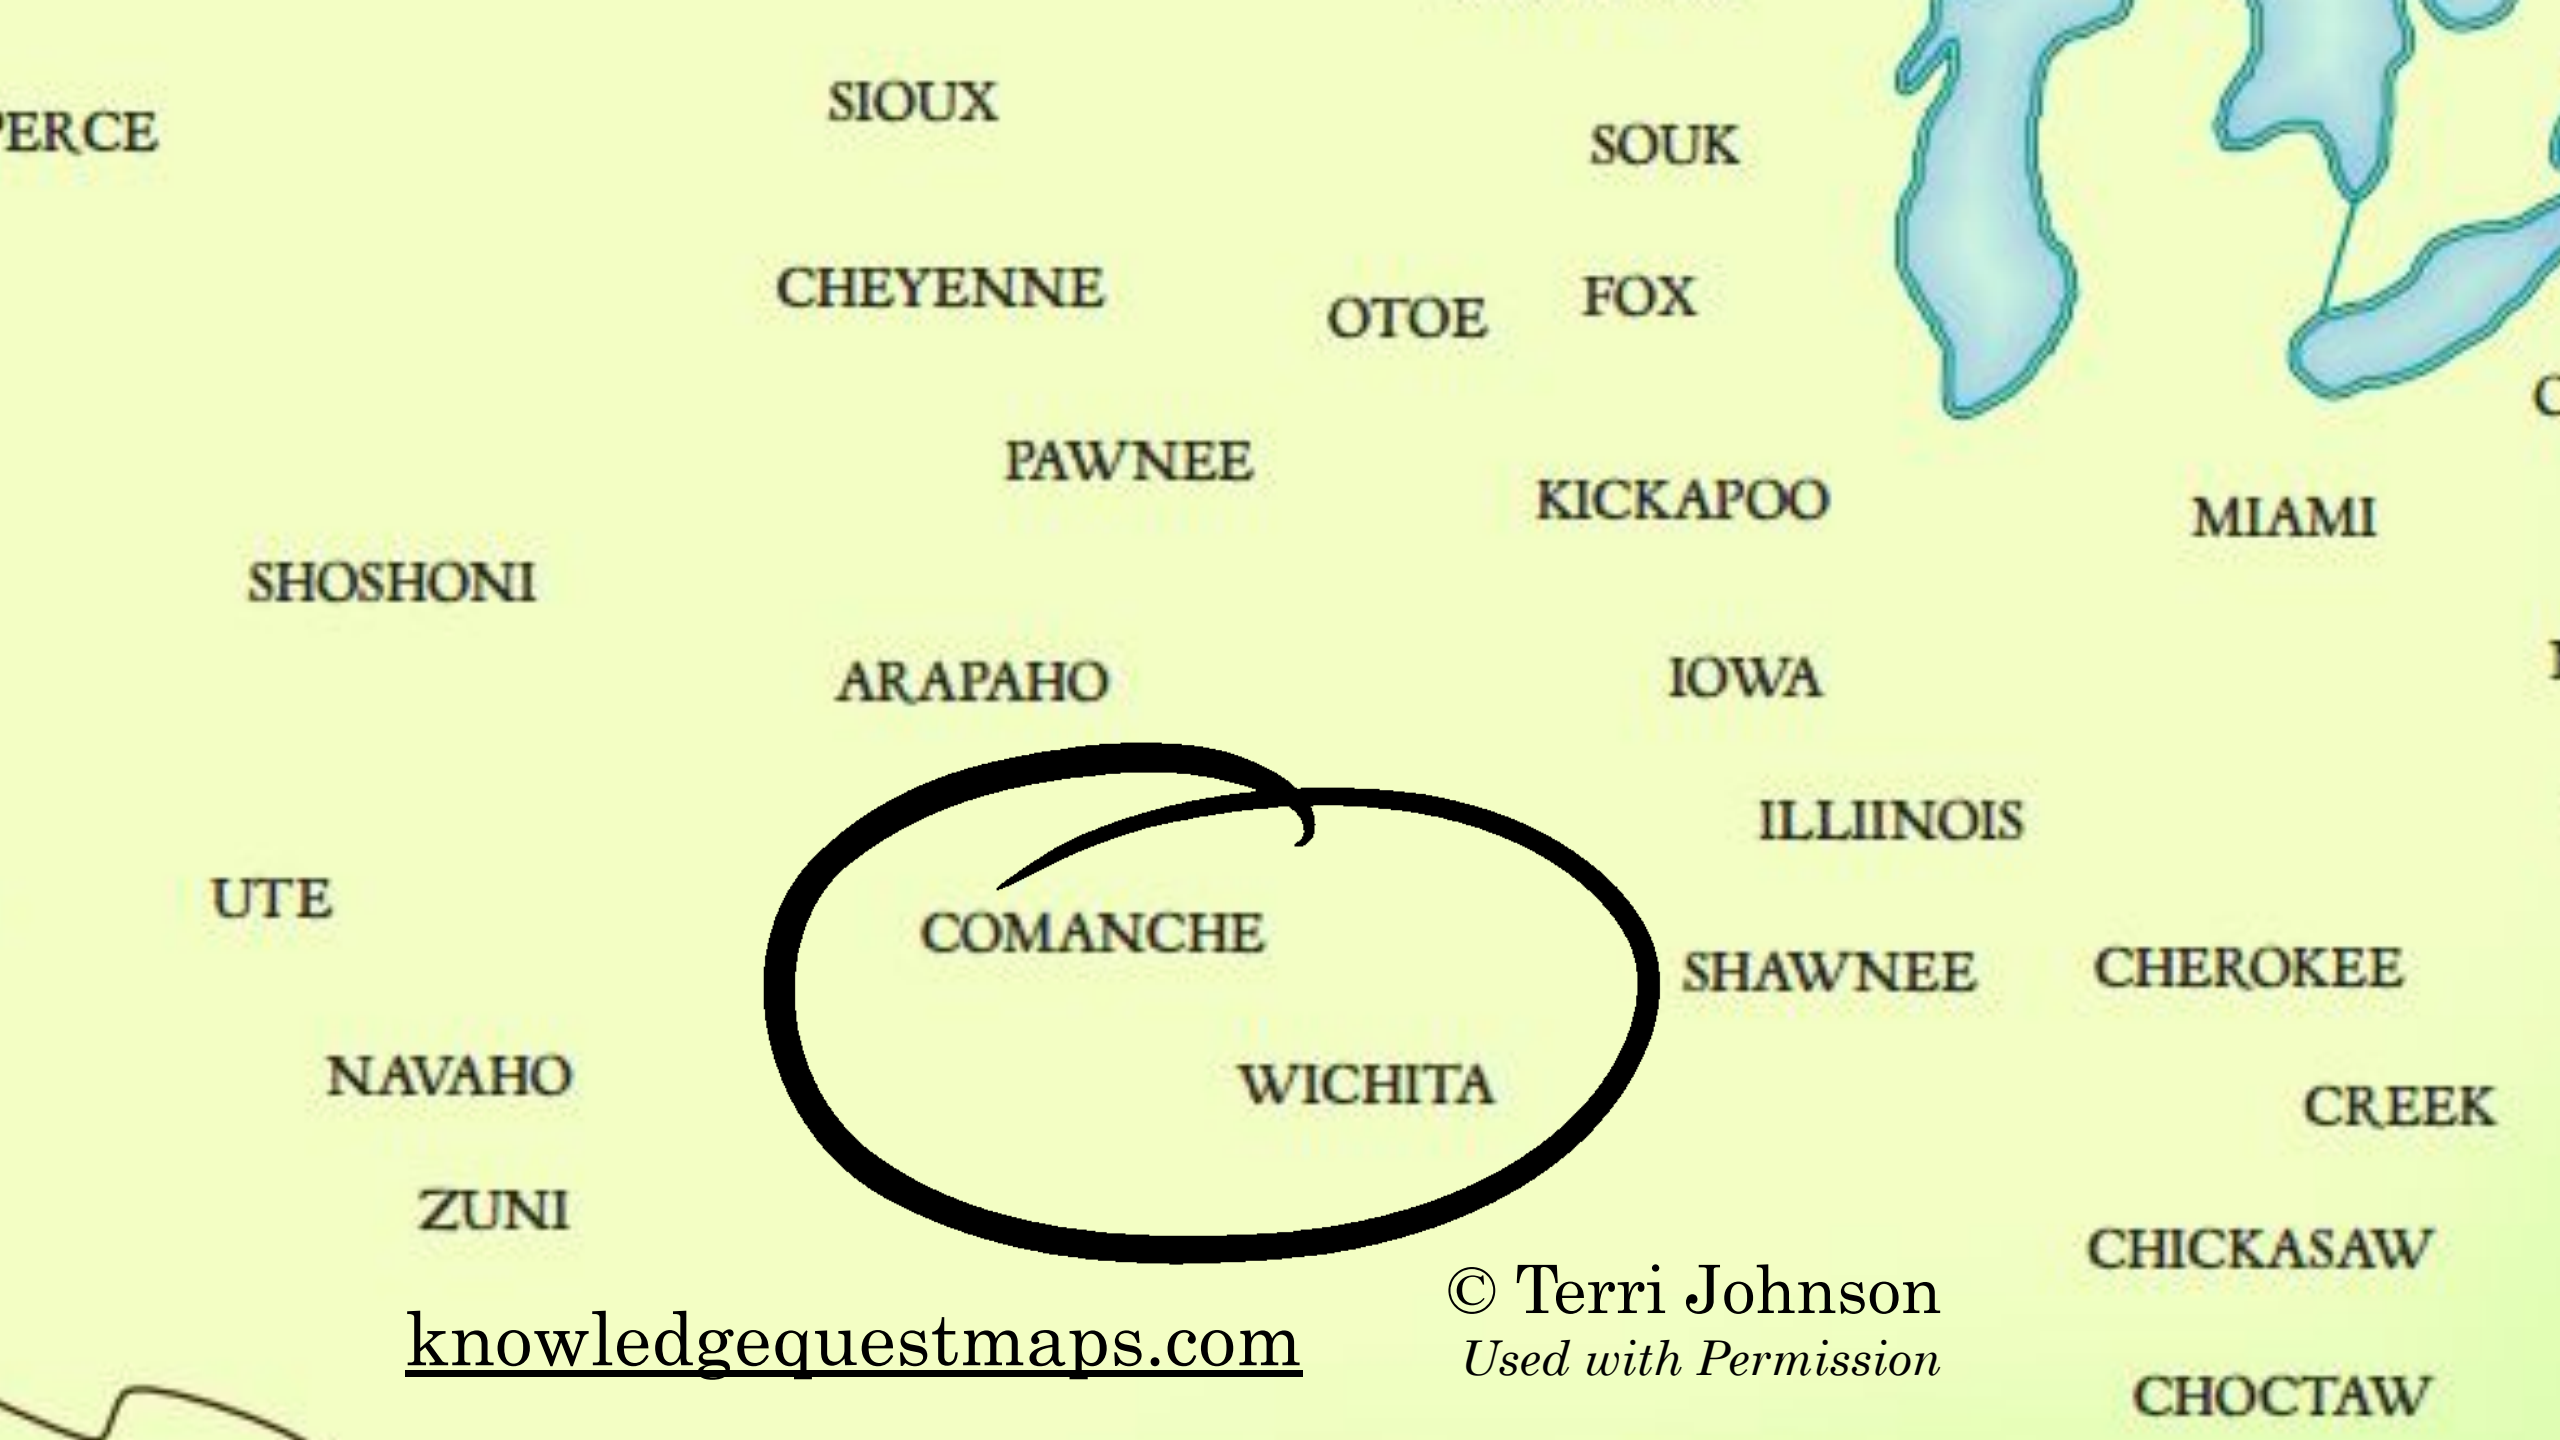 SIOUX
PERCE
SOUK
CHEYENNE
OTOE
FOX
PAWNEE
KICKAPOO
MIAMI
SHOSHONI
ARAPAHO
IOWA
ILLIINOIS
UTE
COMANCHE
SHAWNEE
CHEROKEE
NAVAHO
WICHITA
CREEK
ZUNI
CHICKASAW
© Terri Johnson
knowledgequestmaps.com
Used with Permission
CHOCTAW